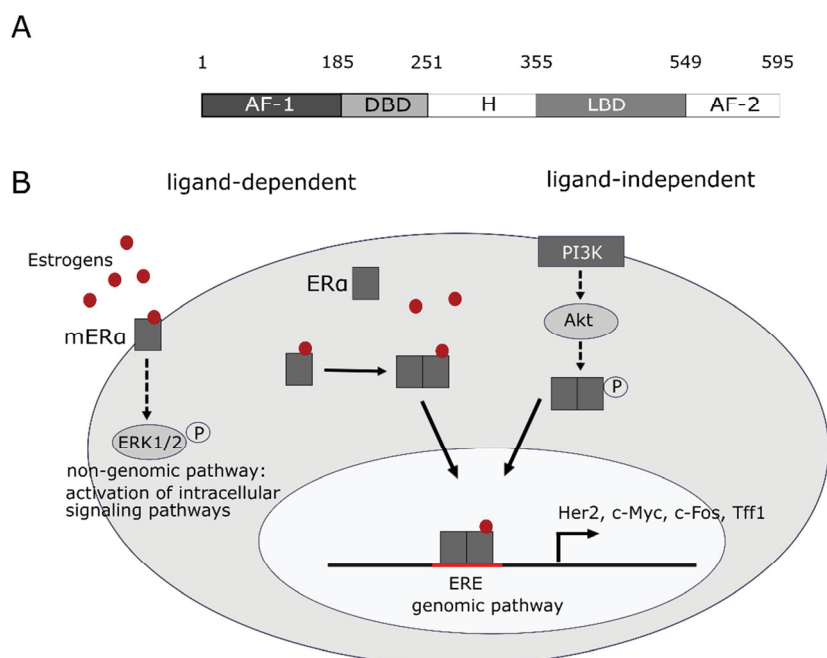 A
1 185 251 355 549 595
AF-1 DBD H LBD AF-2
B
ligand-dependent
ligand-independent
Estrogens
ERα
PI3K
mERα
Akt
P
ERK1/2
P
non-genomic pathway:
activation of intracellular
signaling pathways
Her2, c-Myc, c-Fos, Tff1
ERE
genomic pathway